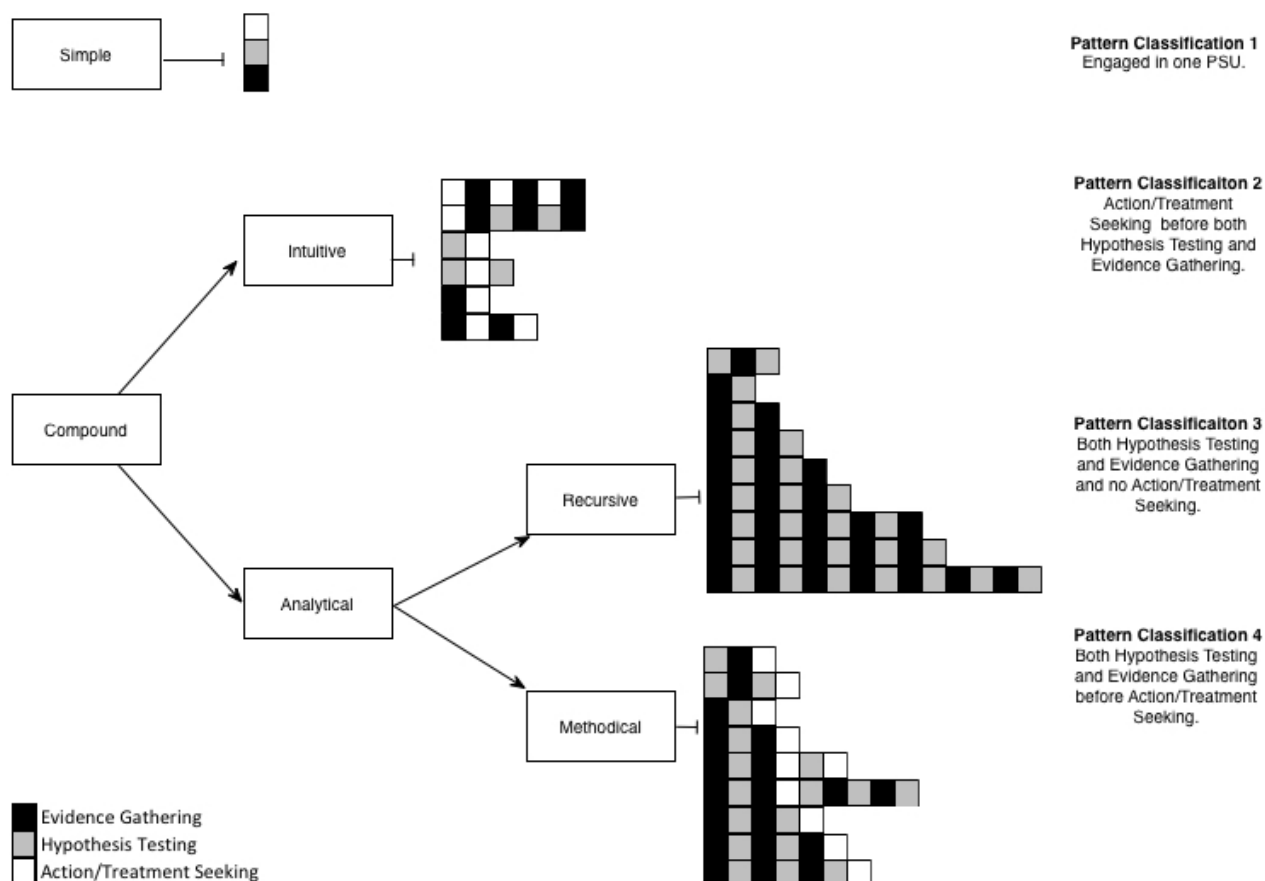 Simple
Pattern Classification 1
Engaged in one PSU.
Pattern Classificaiton 2
Action/Treatment
Seeking before both
Hypothesis Testing and
Evidence Gathering.
Intuitive
Compound
Pattern Classificaiton 3
Both Hypothesis Testing
and Evidence Gathering
and no Action/Treatment
Seeking.
Recursive
Analytical
Pattern Classification 4
Both Hypothesis Testing
and Evidence Gathering
before Action/Treatment
Seeking.
Methodical
Evidence Gathering
Hypothesis Testing
Action/Treatment Seeking